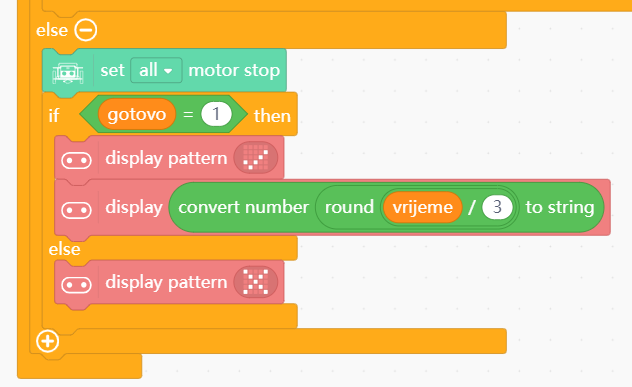 else
set all motor stop
if gotovo = 1 then
display pattern
display convert number round vrijeme / 3 to string
else
display pattern